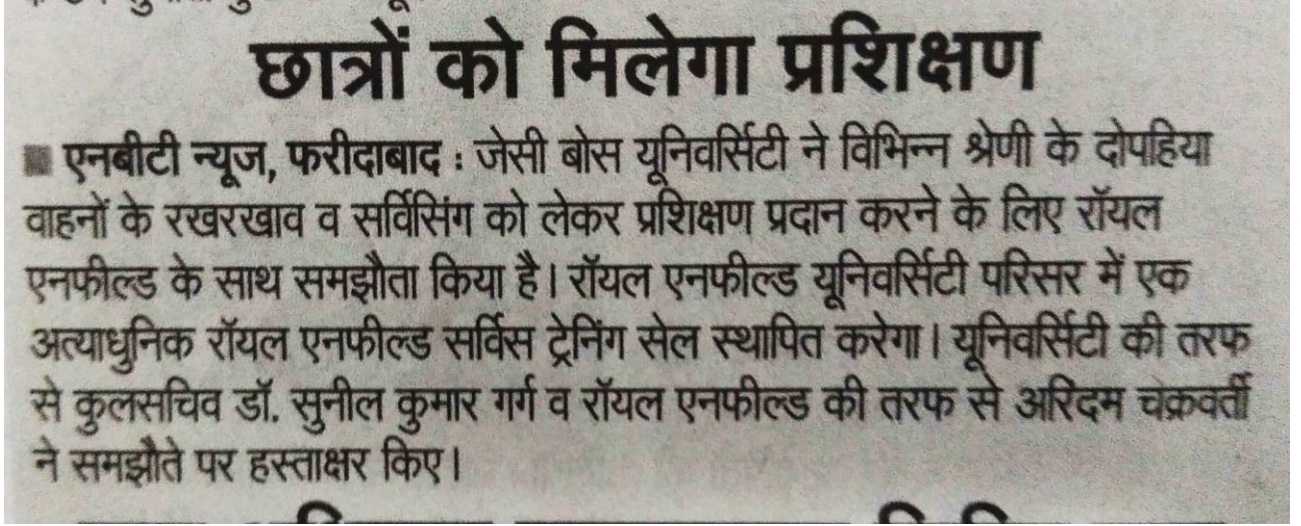 छात्रों को मिलेगा प्रशिक्षण
■ एनबीटी न्यूज, फरीदाबाद : जेसी बोस यूनिवर्सिटी ने विभिन्न श्रेणी के दोपहिया
वाहनों के रखरखाव व सर्विसिंग को लेकर प्रशिक्षण प्रदान करने के लिए रॉयल
एनफील्ड के साथ समझौता किया है। रॉयल एनफील्ड यूनिवर्सिटी परिसर में एक
अत्याधुनिक रॉयल एनफील्ड सर्विस ट्रेनिंग सेल स्थापित करेगा। यूनिवर्सिटी की तरफ
से कुलसचिव डॉ. सुनील कुमार गर्ग व रॉयल एनफील्ड की तरफ से अरिदम चक्रवर्ती
ने समझौते पर हस्ताक्षर किए।